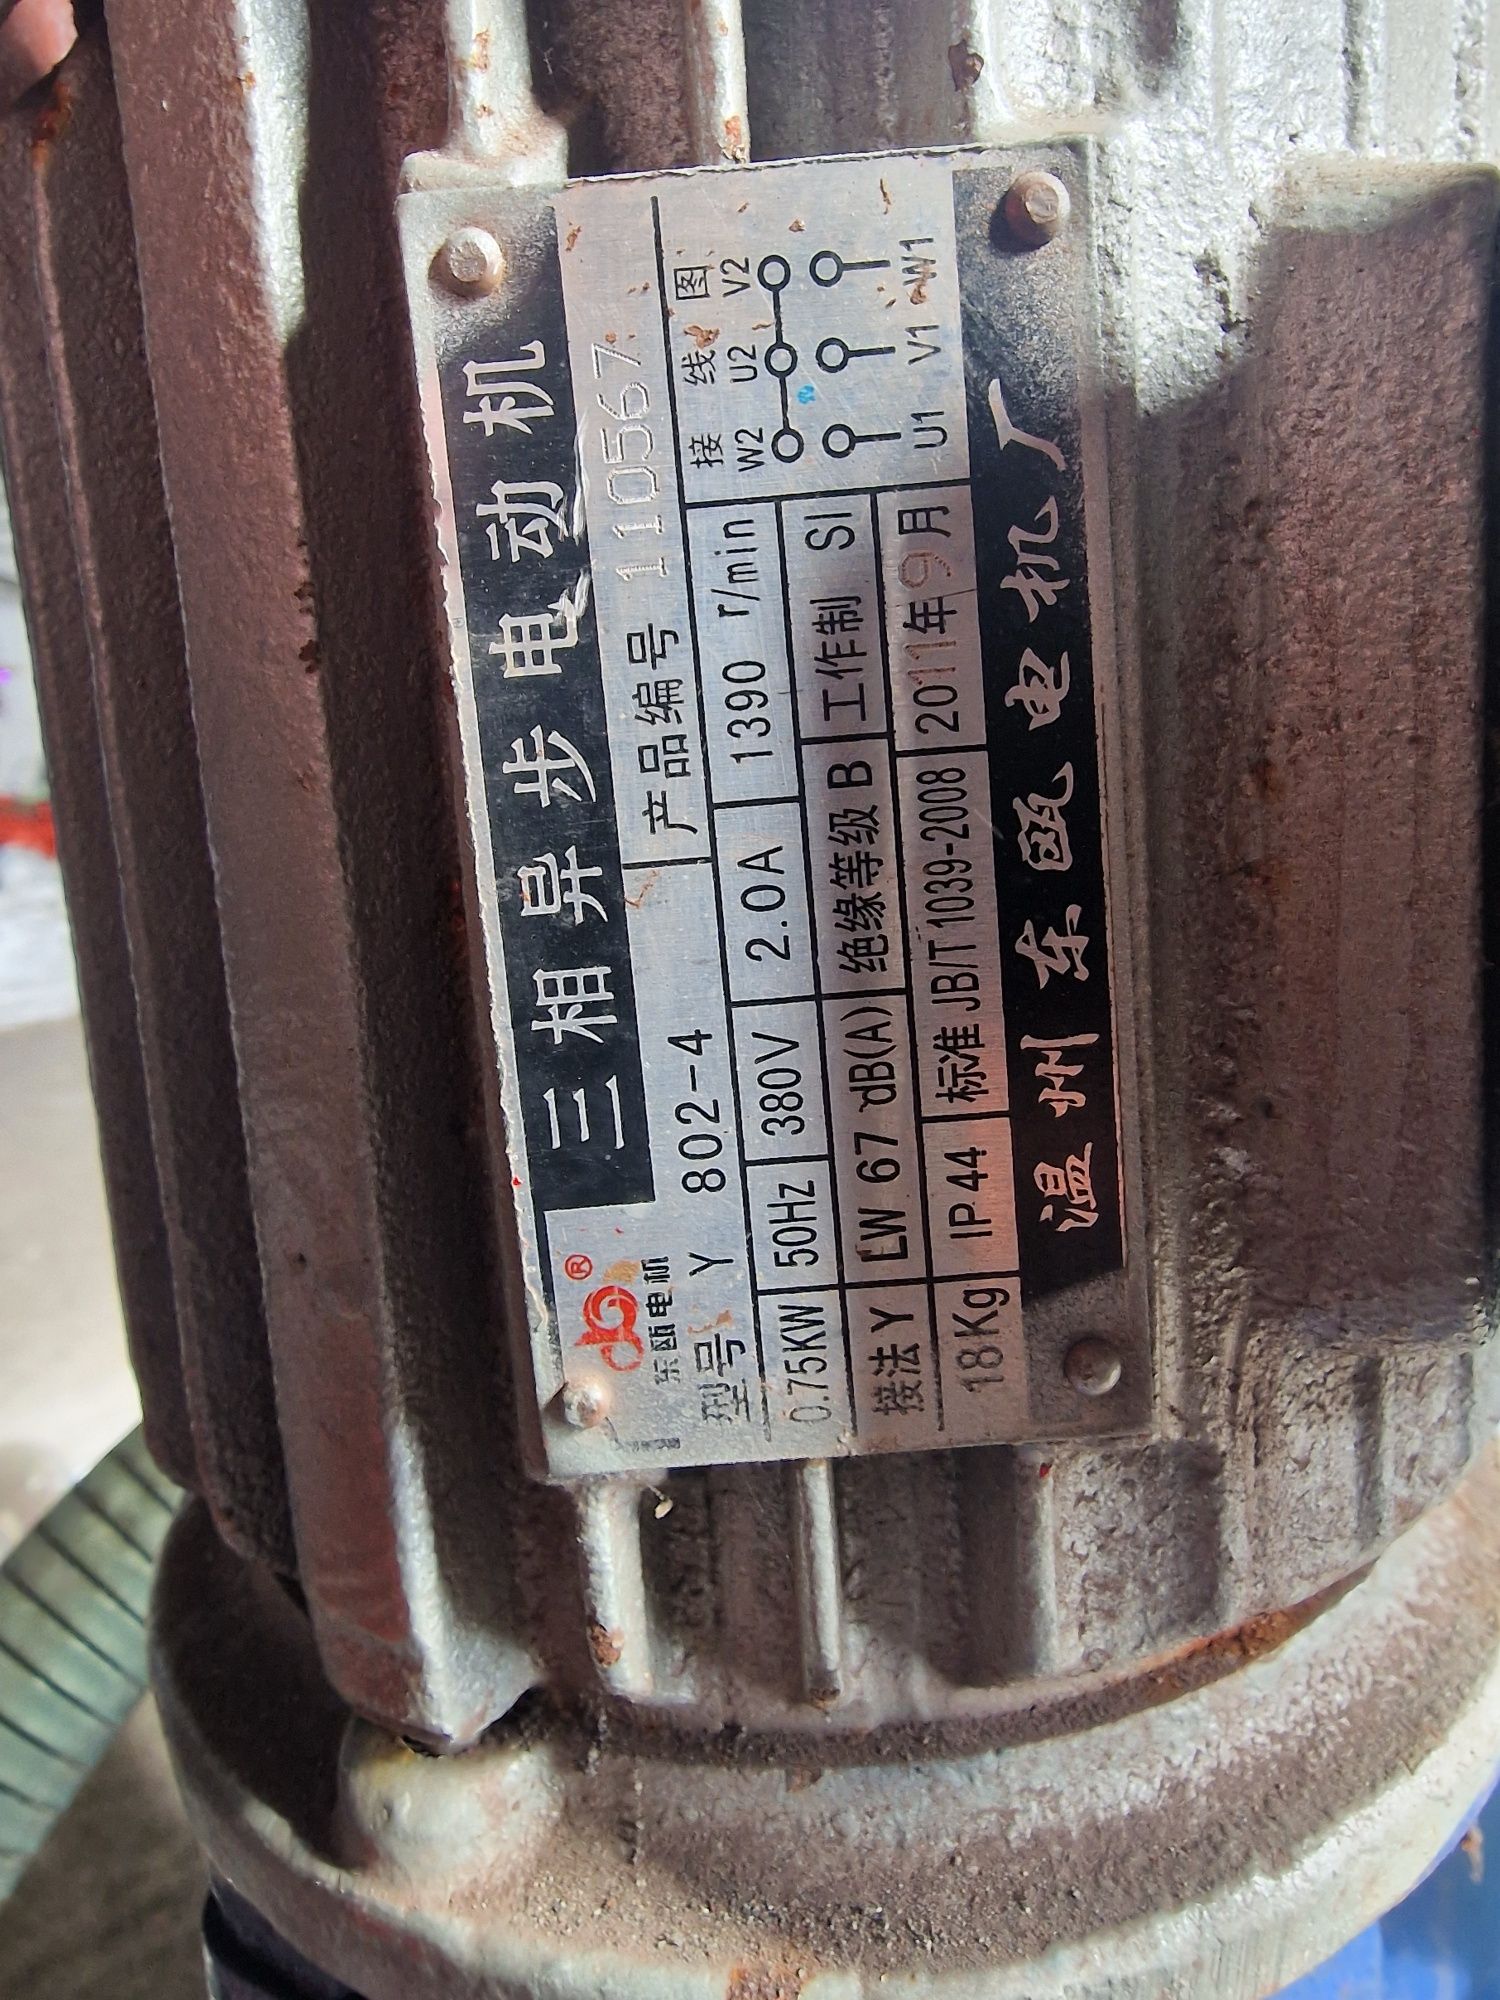 三相异步电动机
®
东瓯电机
型号 Y 802-4 产品编号 110567
0.75KW 50Hz 380V 2.0A 1390 r/min
接法 Y LW 67 dB(A) 绝缘等级 B 工作制 SI
18Kg IP 44 标准 JB/T 1039-2008 2011年9月
接线图
W2 U2 V2
U1 V1 W1
温州东瓯电机厂